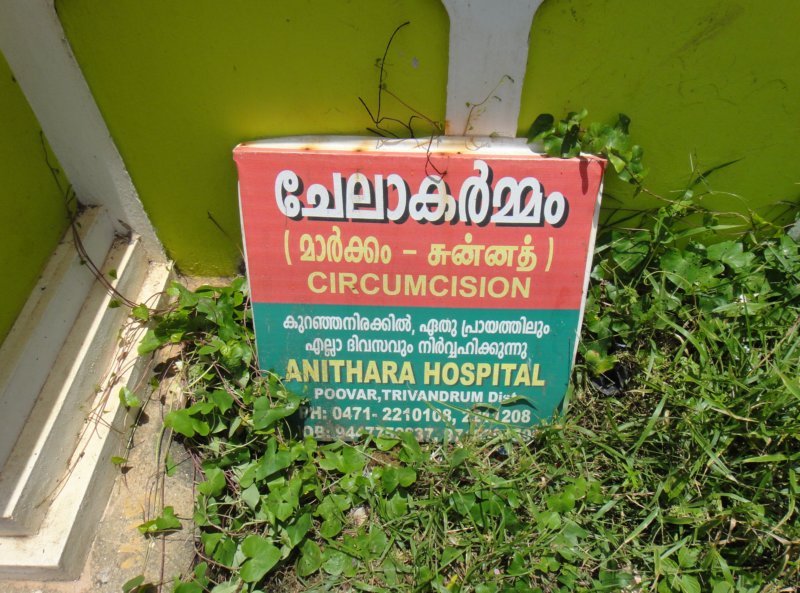 ചേലാകർമ്മം
( മാർക്കം - സുന്നത്ത് )
CIRCUMCISION
കുറഞ്ഞനിരക്കിൽ, ഏതു പ്രായത്തിലും
എല്ലാ ദിവസവും നിർവ്വഹിക്കുന്നു
ANITHARA HOSPITAL
POOVAR,TRIVANDRUM Dist.
PH: 0471- 2210108,